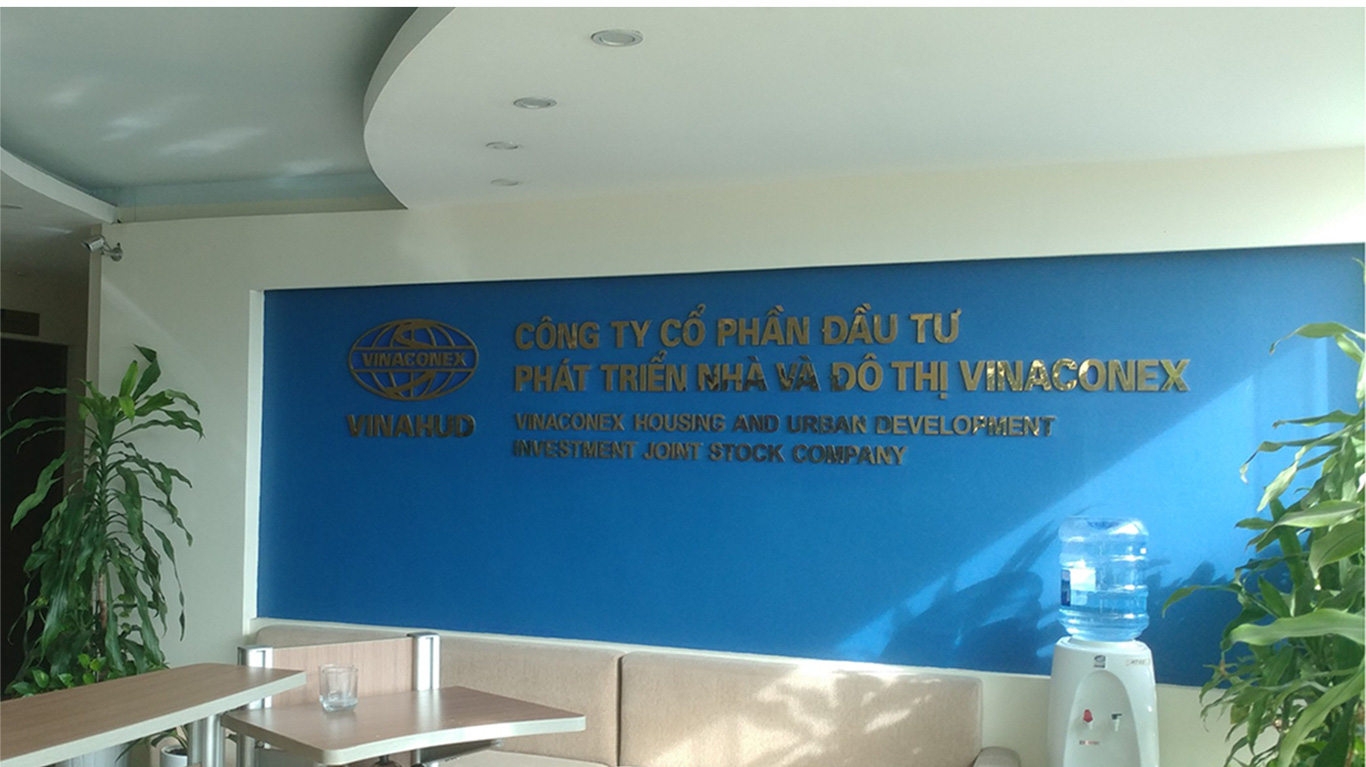 CÔNG TY CỔ PHẦN ĐẦU TƯ
PHÁT TRIỂN NHÀ VÀ ĐÔ THỊ VINACONEX
VINACONEX HOUSING AND URBAN DEVELOPMENT
INVESTMENT JOINT STOCK COMPANY
VINACONEX
VINAHUD